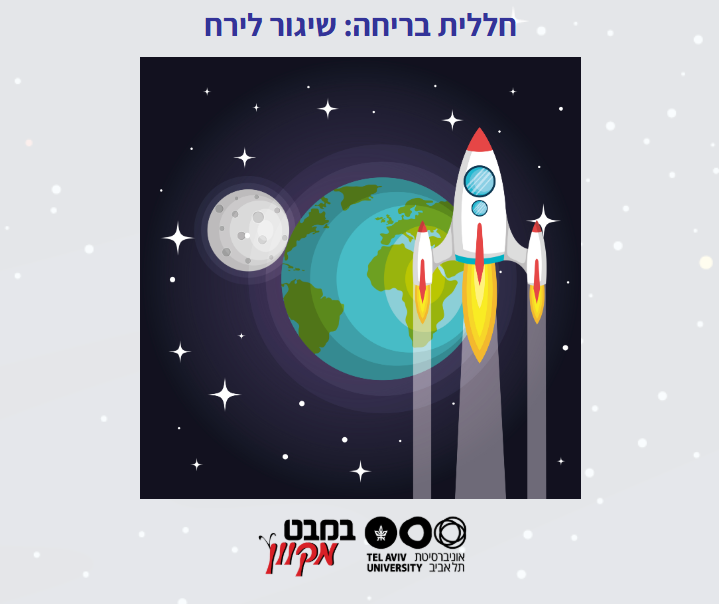 חללית בריחה: שיגור לירח
במבט
מקוון
אוניברסיטת
תל אביב
TEL AVIV
UNIVERSITY